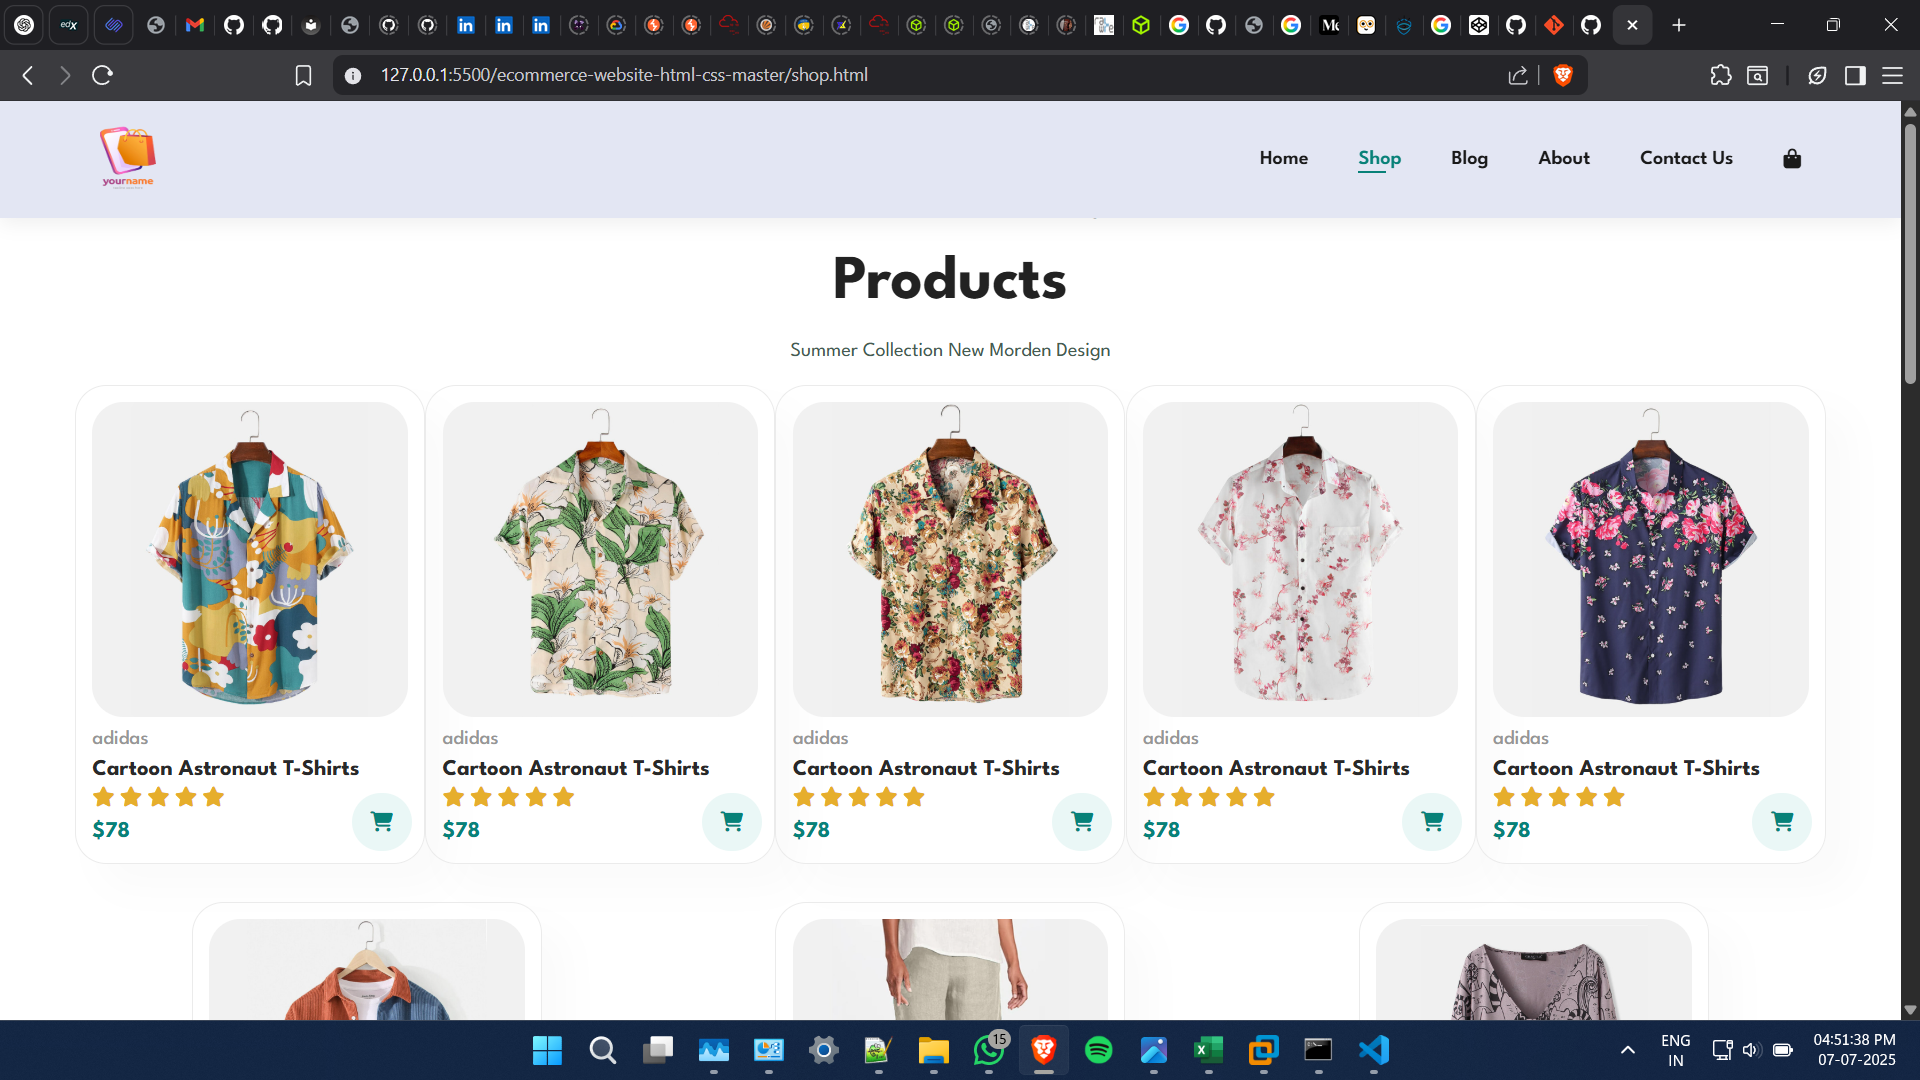 edx
127.0.0.1:5500/ecommerce-website-html-css-master/shop.html
yourname
Home
Shop
Blog
About
Contact Us
Products
Summer Collection New Morden Design
adidas
Cartoon Astronaut T-Shirts
$78
adidas
Cartoon Astronaut T-Shirts
$78
adidas
Cartoon Astronaut T-Shirts
$78
adidas
Cartoon Astronaut T-Shirts
$78
adidas
Cartoon Astronaut T-Shirts
$78
15
ENG
IN
04:51:38 PM
07-07-2025